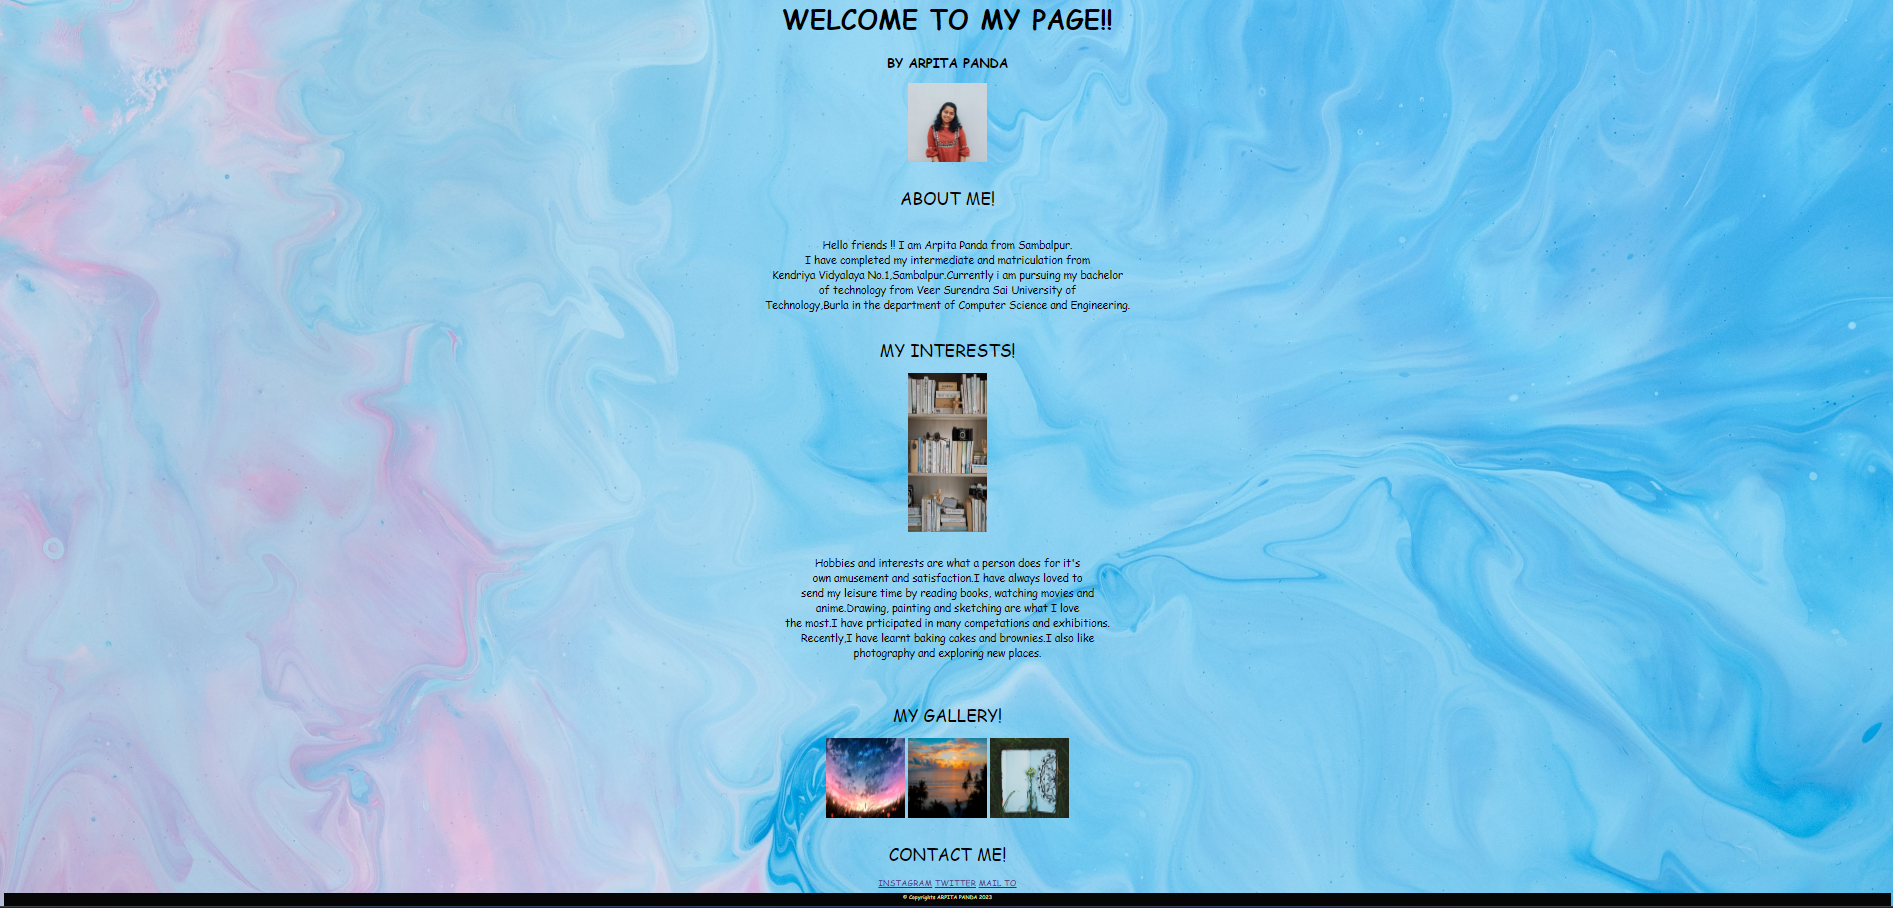 WELCOME TO MY PAGE!!
BY ARPITA PANDA
ABOUT ME!
Hello friends !! I am Arpita Panda from Sambalpur.
I have completed my intermediate and matriculation from
Kendriya Vidyalaya No.1,Sambalpur.Currently i am pursuing my bachelor
of technology from Veer Surendra Sai University of
Technology,Burla in the department of Computer Science and Engineering.
MY INTERESTS!
Hobbies and interests are what a person does for it's
own amusement and satisfaction.I have always loved to
send my leisure time by reading books, watching movies and
anime.Drawing, painting and sketching are what I love
the most.I have prticipated in many competations and exhibitions.
Recently,I have learnt baking cakes and brownies.I also like
photography and exploring new places.
MY GALLERY!
CONTACT ME!
INSTAGRAM TWITTER MAIL TO
© Copyrights ARPITA PANDA 2023